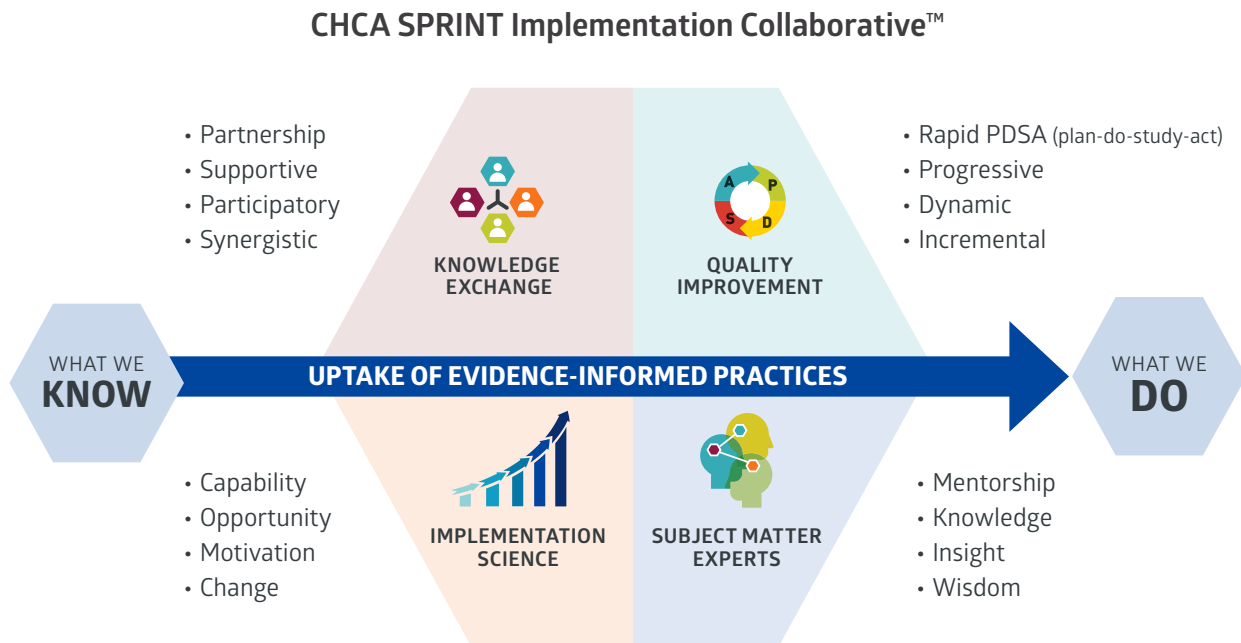 CHCA SPRINT Implementation Collaborative™
• Partnership
• Supportive
• Participatory
• Synergistic
KNOWLEDGE
EXCHANGE
A
P
S
D
QUALITY
IMPROVEMENT
• Rapid PDSA (plan-do-study-act)
• Progressive
• Dynamic
• Incremental
WHAT WE
KNOW
UPTAKE OF EVIDENCE-INFORMED PRACTICES
WHAT WE
DO
• Capability
• Opportunity
• Motivation
• Change
IMPLEMENTATION
SCIENCE
SUBJECT MATTER
EXPERTS
• Mentorship
• Knowledge
• Insight
• Wisdom